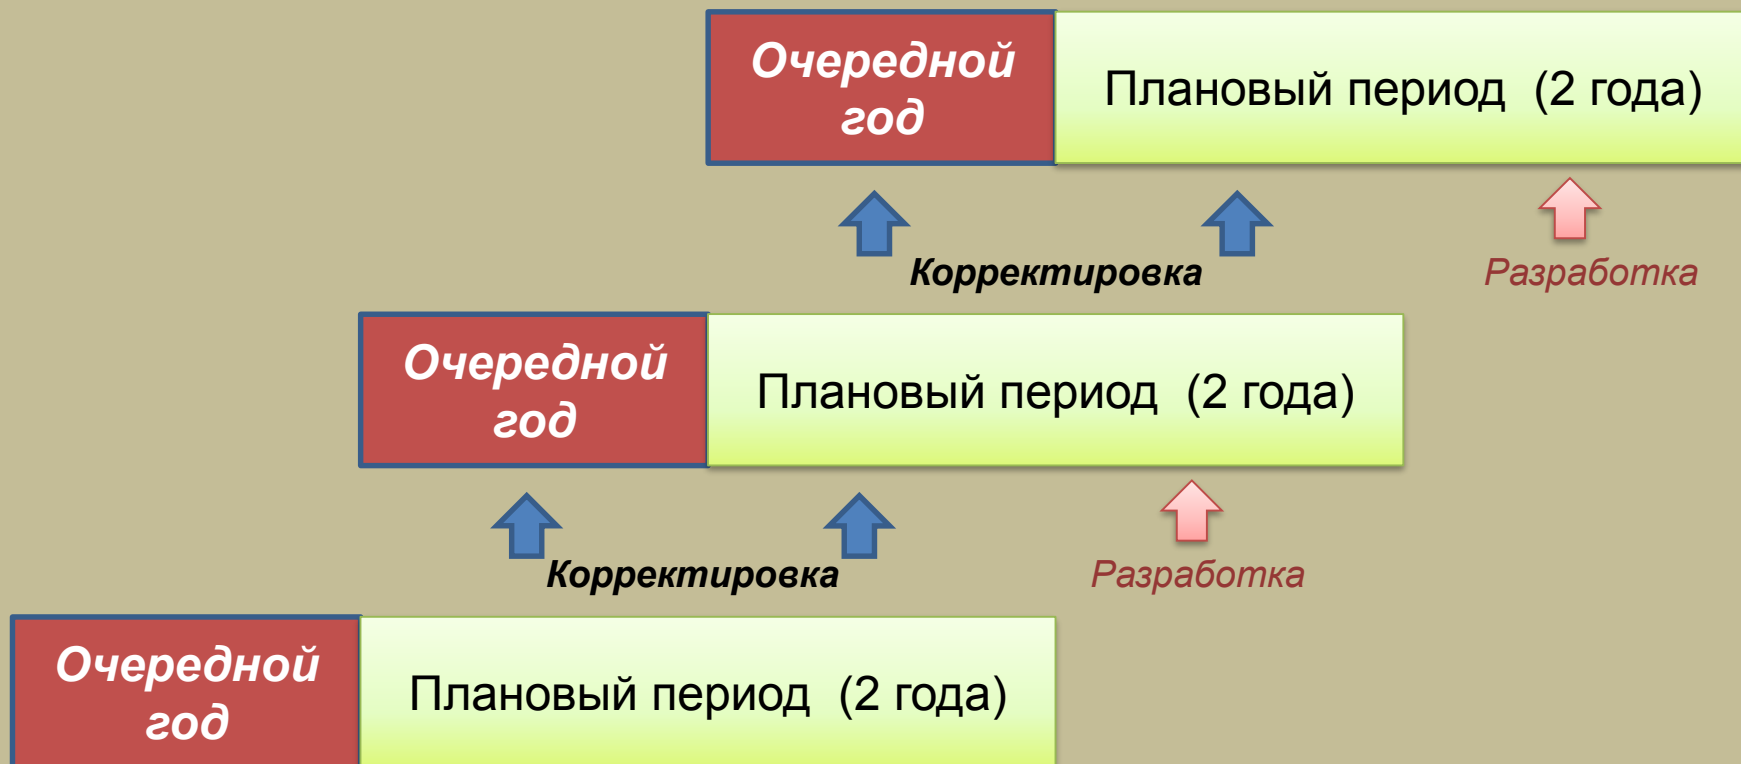 Очередной
год
Плановый период (2 года)
Корректировка
Разработка
Очередной
год
Плановый период (2 года)
Корректировка
Разработка
Очередной
год
Плановый период (2 года)